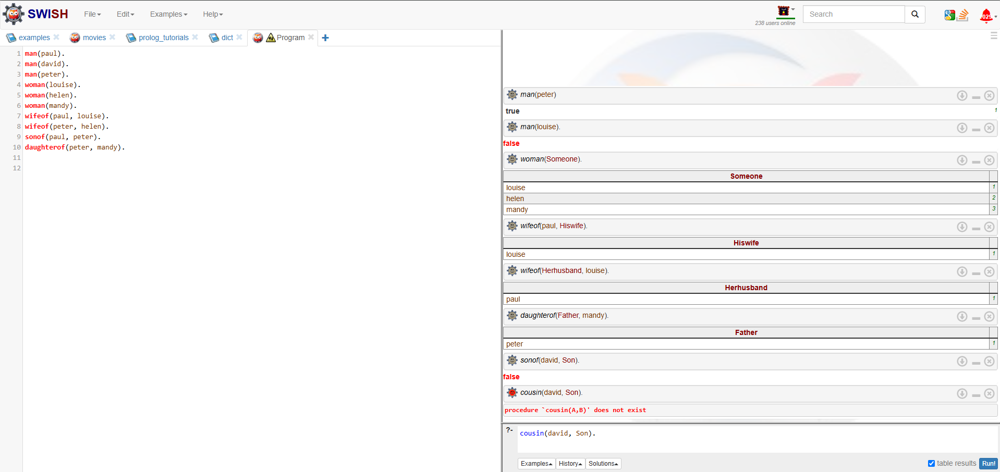 SWISH File Edit Examples Help 238 users online Search
examples movies prolog_tutorials dict Program
1 man(paul).
2 man(david).
3 man(peter).
4 woman(louise).
5 woman(helen).
6 woman(mandy).
7 wifeof(paul, louise).
8 wifeof(peter, helen).
9 sonof(paul, peter).
10 daughterof(peter, mandy).
11
12
man(peter)
true 1
man(louise).
false
woman(Someone).
Someone
louise 1
helen 2
mandy 3
wifeof(paul, Hiswife).
Hiswife
louise 1
wifeof(Herhusband, louise).
Herhusband
paul 1
daughterof(Father, mandy).
Father
peter 1
sonof(david, Son).
false
cousin(david, Son).
procedure `cousin(A,B)' does not exist
?- cousin(david, Son).
Examples History Solutions table results Run!